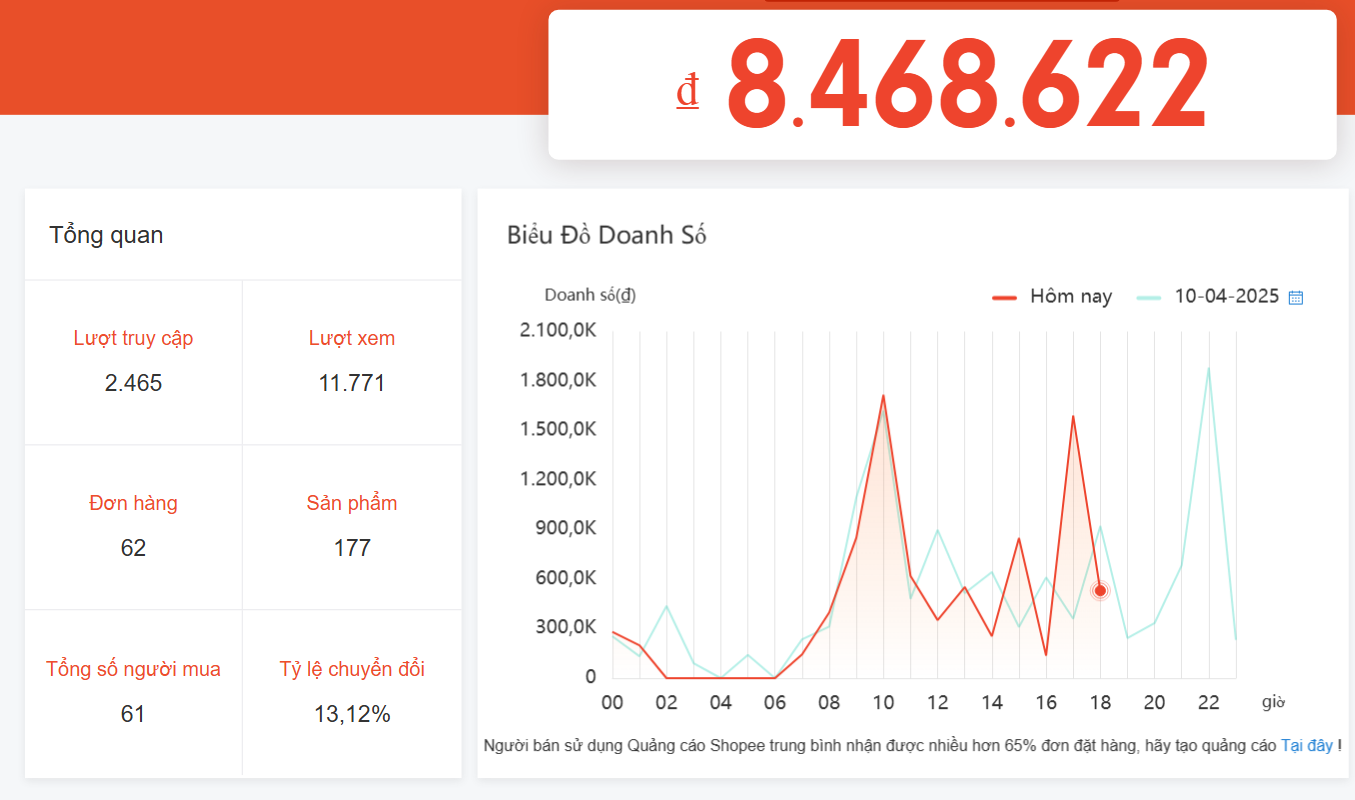 ₫ 8.468.622
Tổng quan
Lượt truy cập
2.465
Lượt xem
11.771
Đơn hàng
62
Sản phẩm
177
Tổng số người mua
61
Tỷ lệ chuyển đổi
13,12%
Biểu Đồ Doanh Số
Doanh số(₫)
Hôm nay
10-04-2025
2.100,0K
1.800,0K
1.500,0K
1.200,0K
900,0K
600,0K
300,0K
0
00 02 04 06 08 10 12 14 16 18 20 22 giờ
Người bán sử dụng Quảng cáo Shopee trung bình nhận được nhiều hơn 65% đơn đặt hàng, hãy tạo quảng cáo Tại đây !